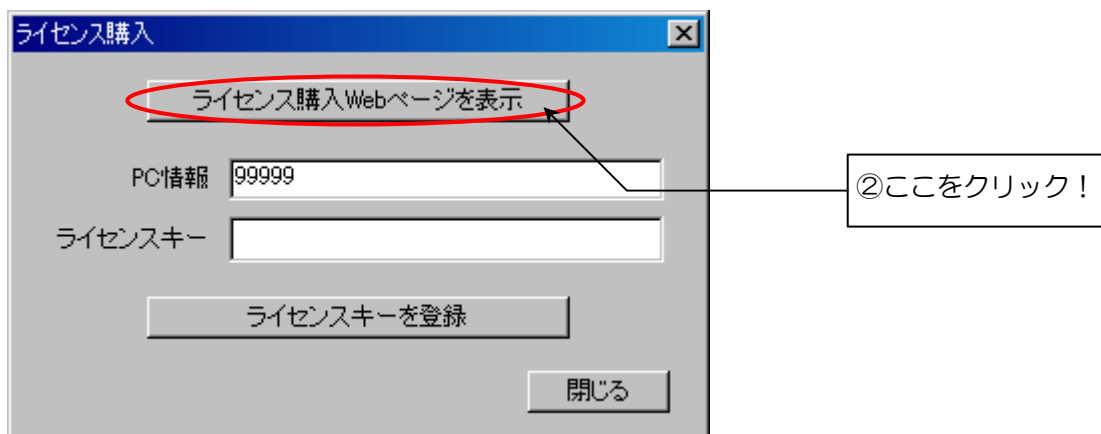 ライセンス購入
ライセンス購入Webページを表示
PC情報 99999
②ここをクリック！
ライセンスキー
ライセンスキーを登録
閉じる